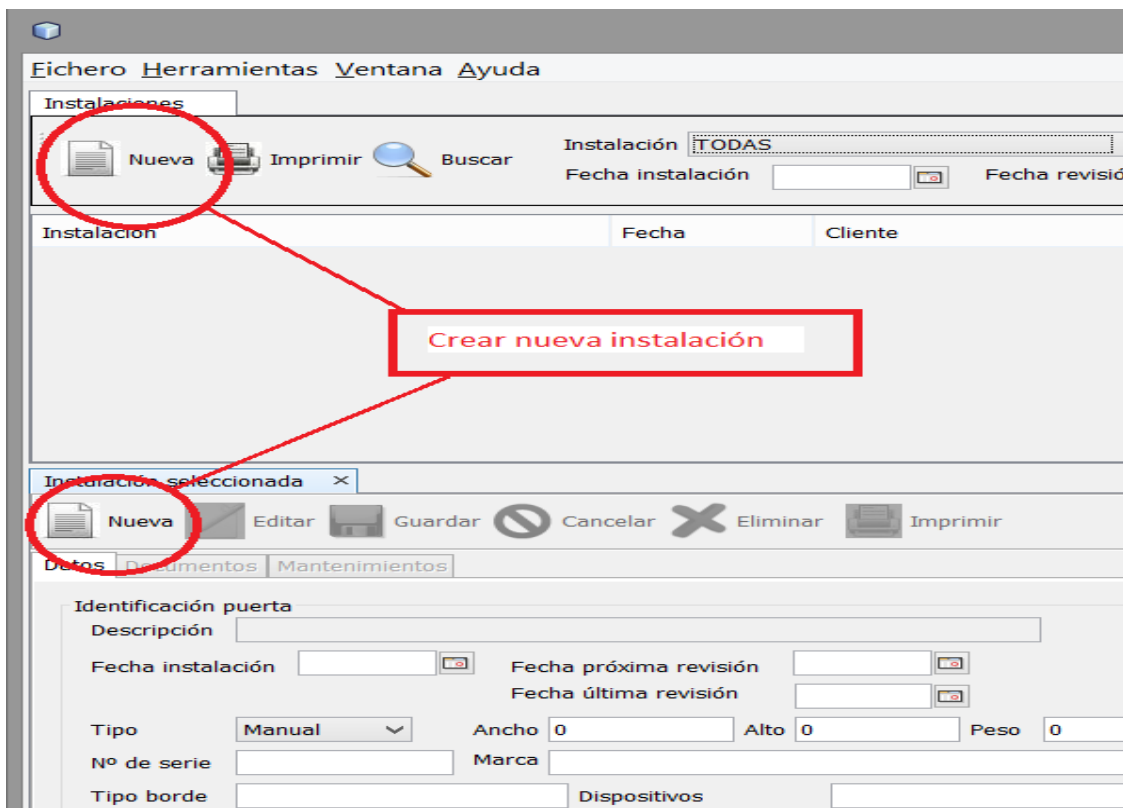 Fichero Herramientas Ventana Ayuda
Instalaciones
Nueva Imprimir Buscar Instalación TODAS
Fecha instalación Fecha revisió
Instalación Fecha Cliente
Crear nueva instalación
Instalación seleccionada
Nueva Editar Guardar Cancelar Eliminar Imprimir
Datos Documentos Mantenimientos
Identificación puerta
Descripción
Fecha instalación Fecha próxima revisión
Fecha última revisión
Tipo Manual Ancho 0 Alto 0 Peso 0
Nº de serie Marca
Tipo borde Dispositivos